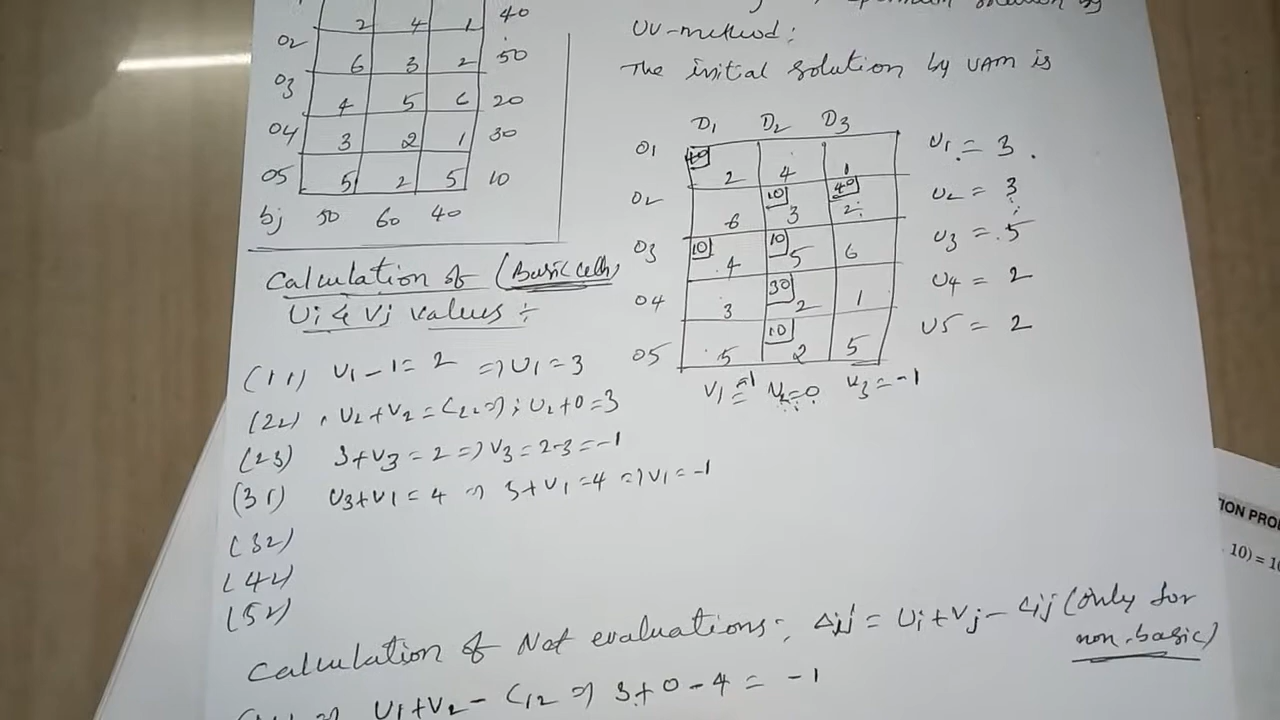 2 4 1 40
O2 6 3 2 50
O3 4 5 6 20
O4 3 2 1 30
O5 5 2 5 10
bj 50 60 40
Calculation of (Basic cells)
Ui & Vj values ÷
(11) U1 - 1 = 2 => U1 = 3
(22) U2 + V2 = C22 => U2 + 0 = 3
(23) 3 + V3 = 2 => V3 = 2-3 = -1
(31) U3 + V1 = 4 => 5 + V1 = 4 => V1 = -1
(32)
(42)
(52)
solution by
UV-method:
The initial solution by VAM is
D1 D2 D3
O1 40 2 4 1 U1 = 3
O2 6 10 3 40 2 U2 = 3
O3 10 4 10 5 6 U3 = 5
O4 3 30 2 1 U4 = 2
O5 5 10 2 5 U5 = 2
V1 = -1 V2 = 0 V3 = -1
Calculation of Net evaluations:, Δij = Ui + Vj - Cij (only for
non-basic)
U1 + V2 - C12 => 3 + 0 - 4 = -1
TION PRO
10) = 10